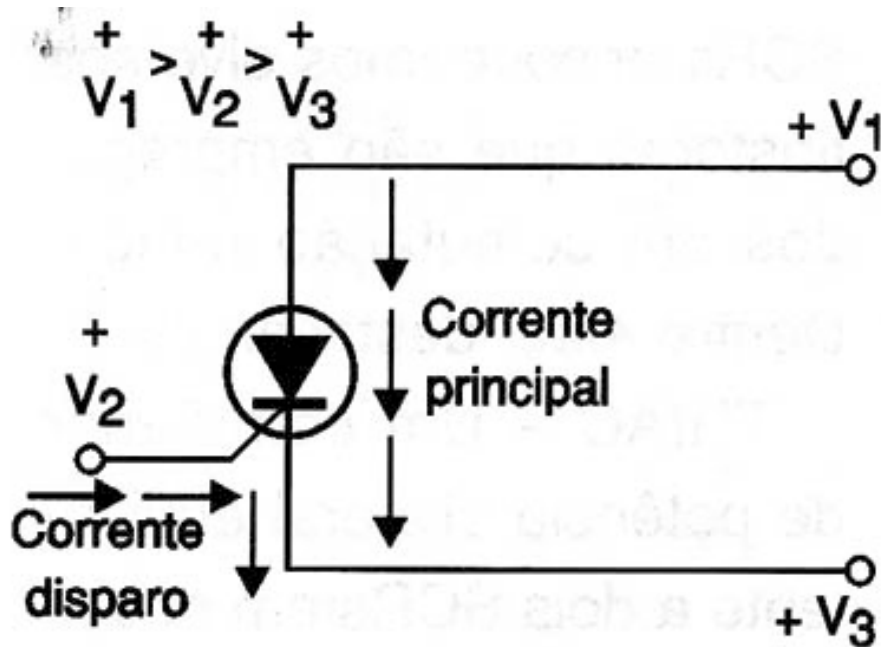 + + +
V1 > V2 > V3
+ V1
Corrente
principal
+
V2
Corrente
disparo
+ V3